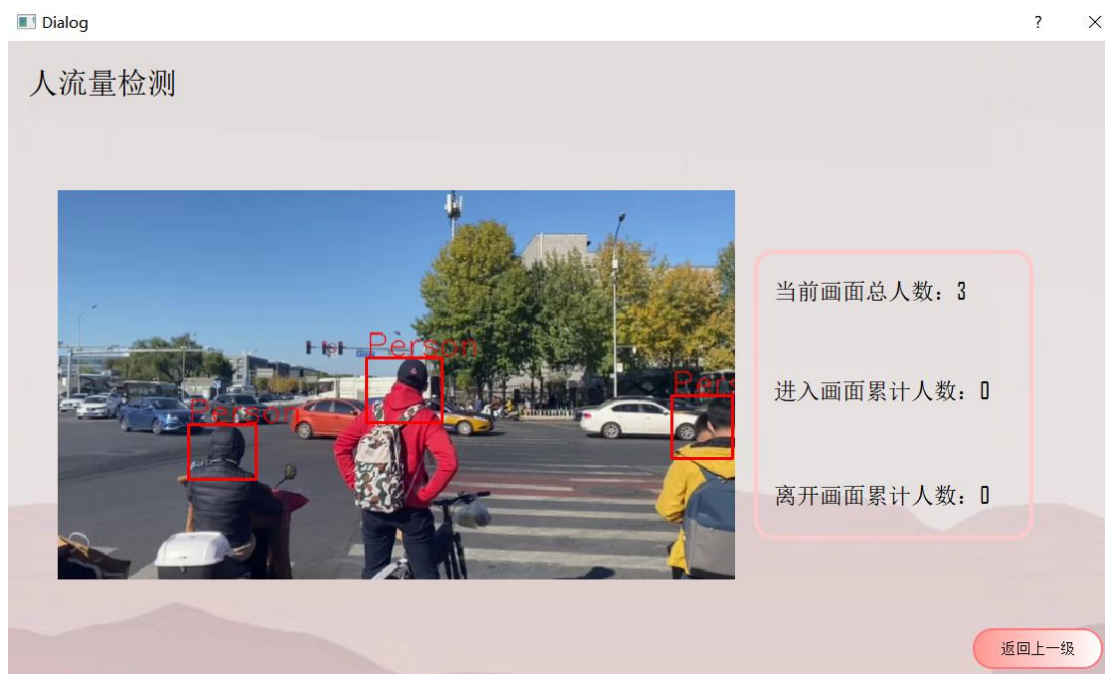 Dialog
?
人流量检测
Person
Person
Pers
当前画面总人数：3
进入画面累计人数：0
离开画面累计人数：0
返回上一级